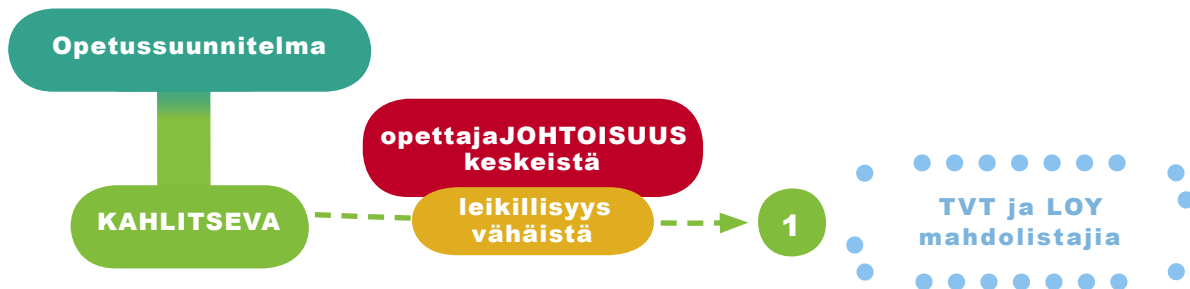 Opetussuunnitelma
opettajaJOHTOISUUS
keskeistä
KAHLITSEVA
leikillisyys
vähäistä
1
TVT ja LOY
mahdolistajia